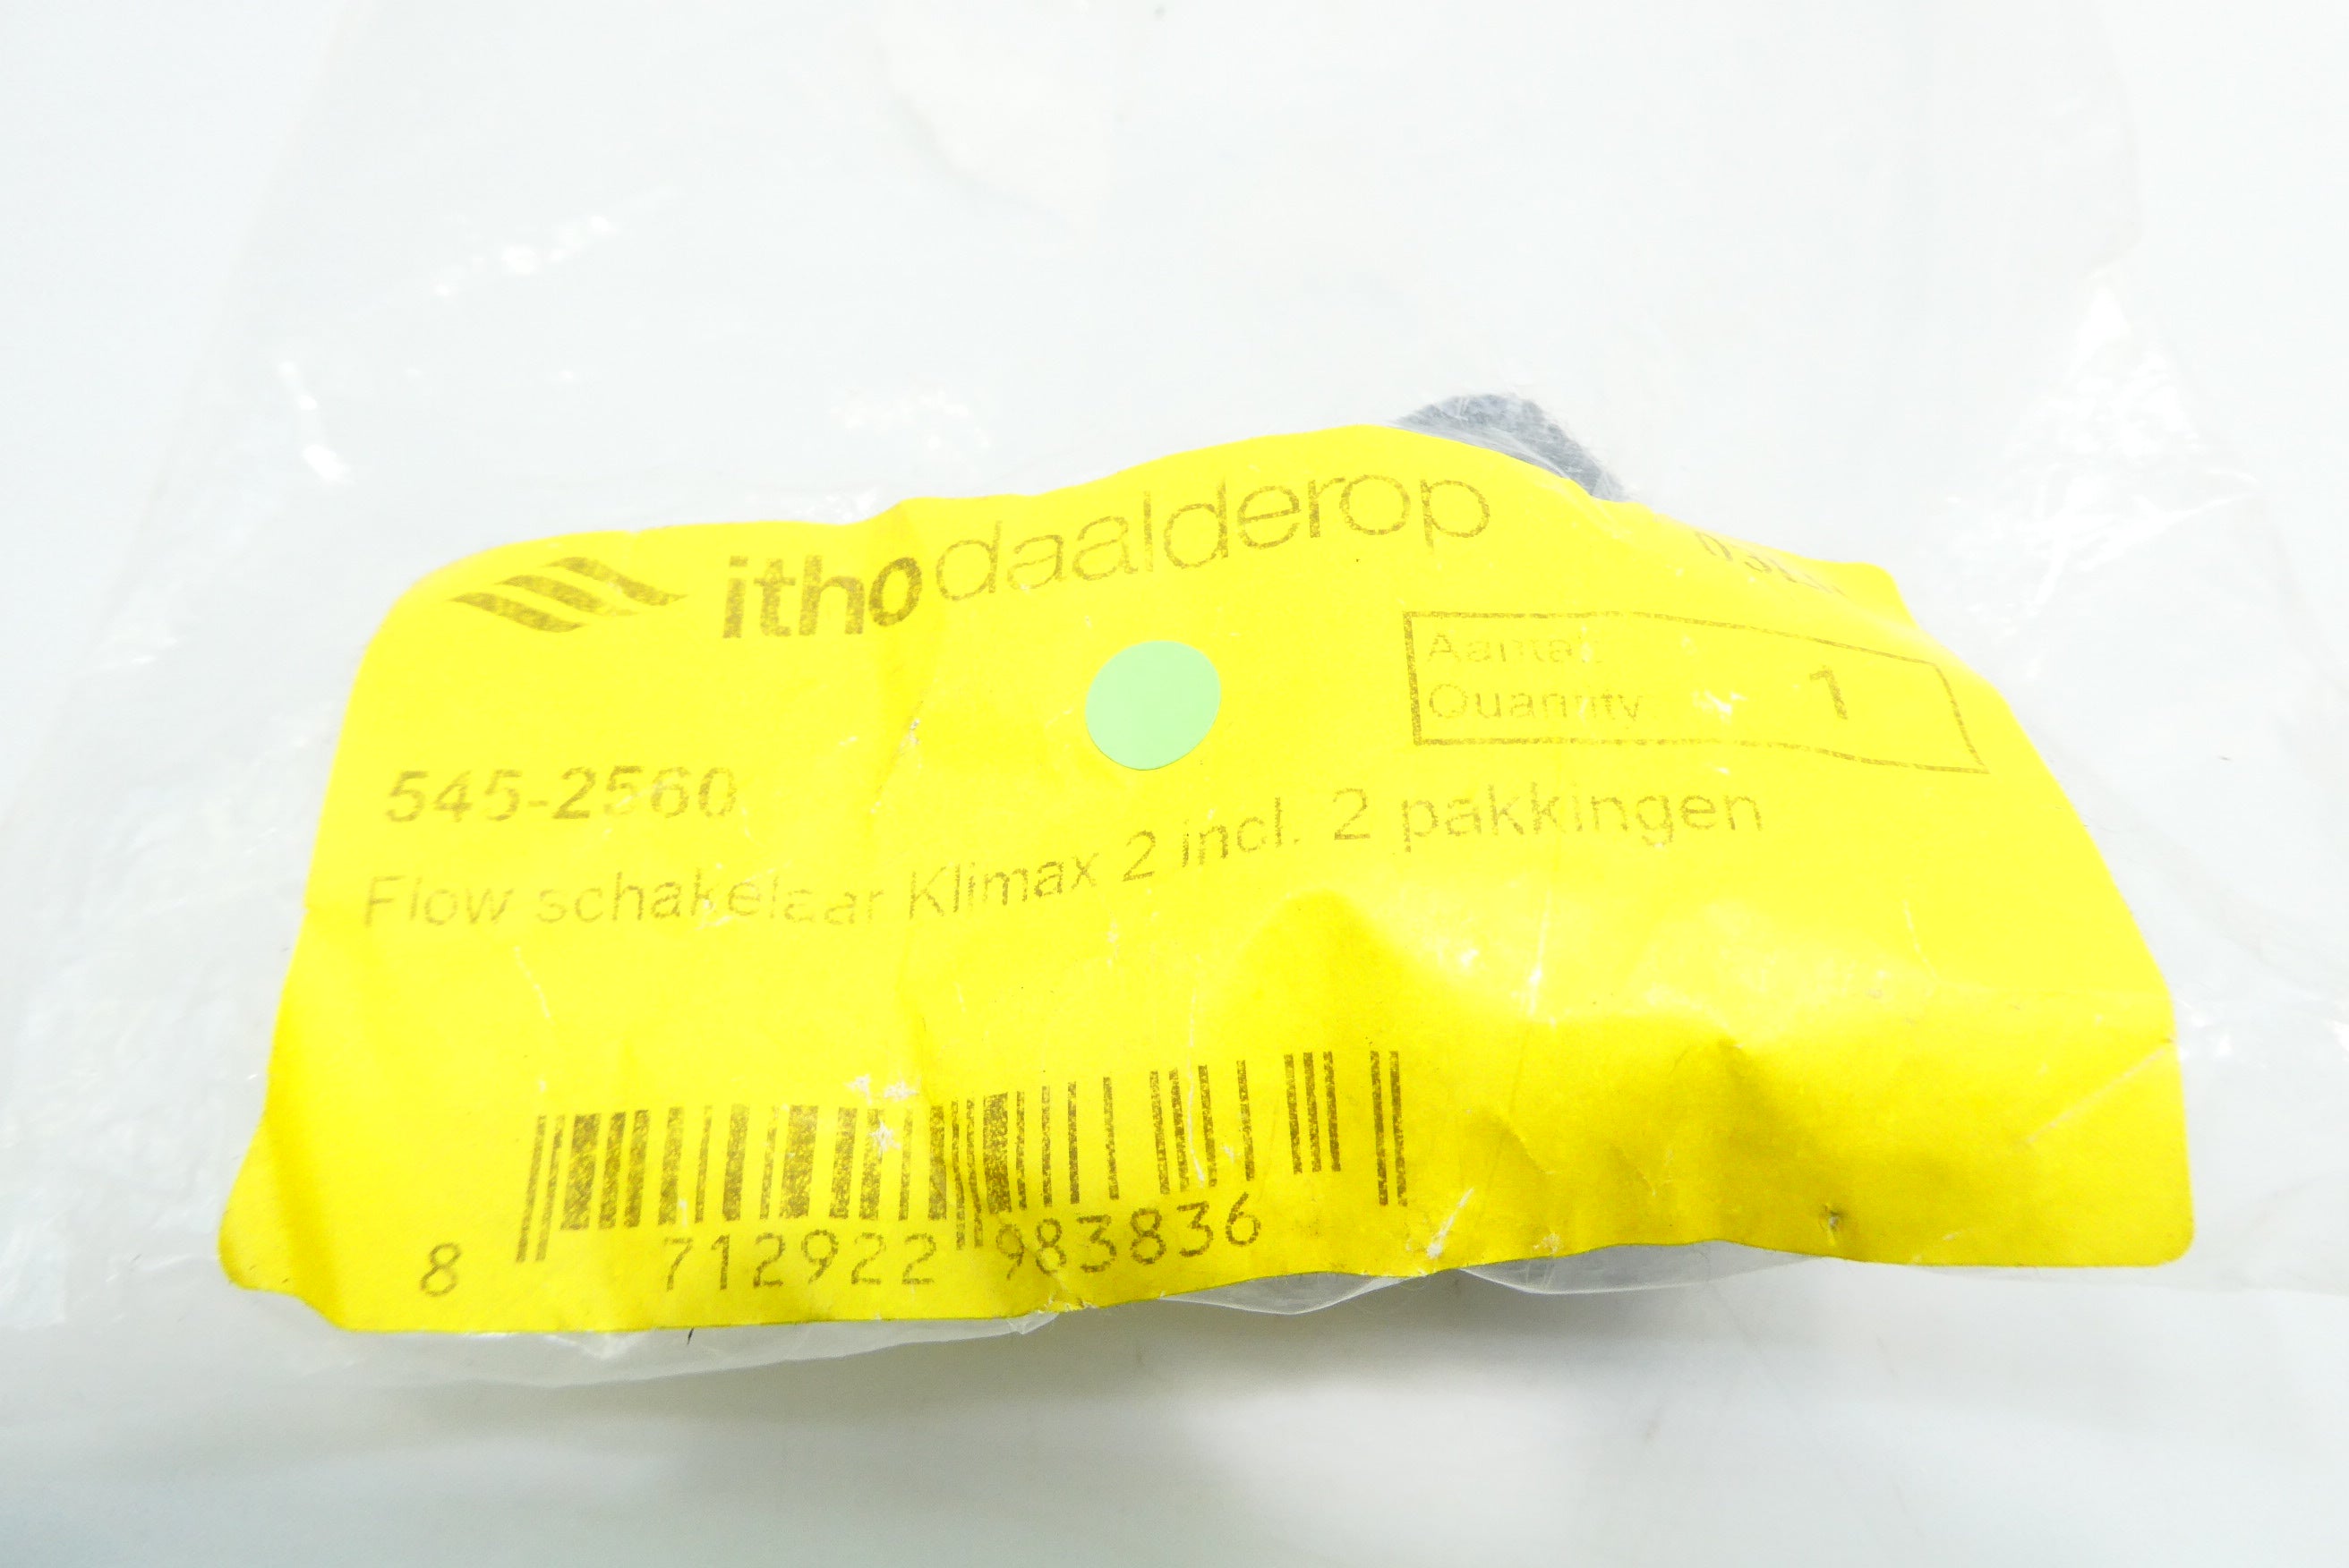 ithodaalderop
Aantal:
Quantity 1
545-2560
Flow schakelaar Klimax 2 incl. 2 pakkingen
8 712922 983836